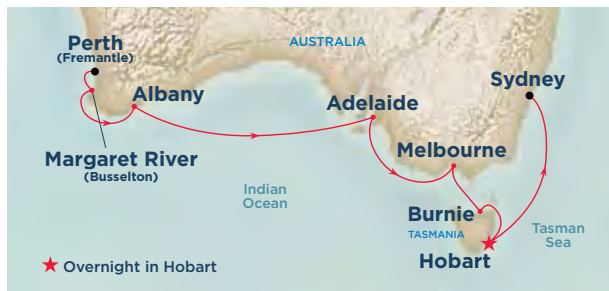 AUSTRALIA
Perth
(Fremantle)
Albany
Margaret River
(Busselton)
Adelaide
Sydney
Melbourne
Indian
Ocean
Burnie
TASMANIA
Hobart
Tasman
Sea
Overnight in Hobart